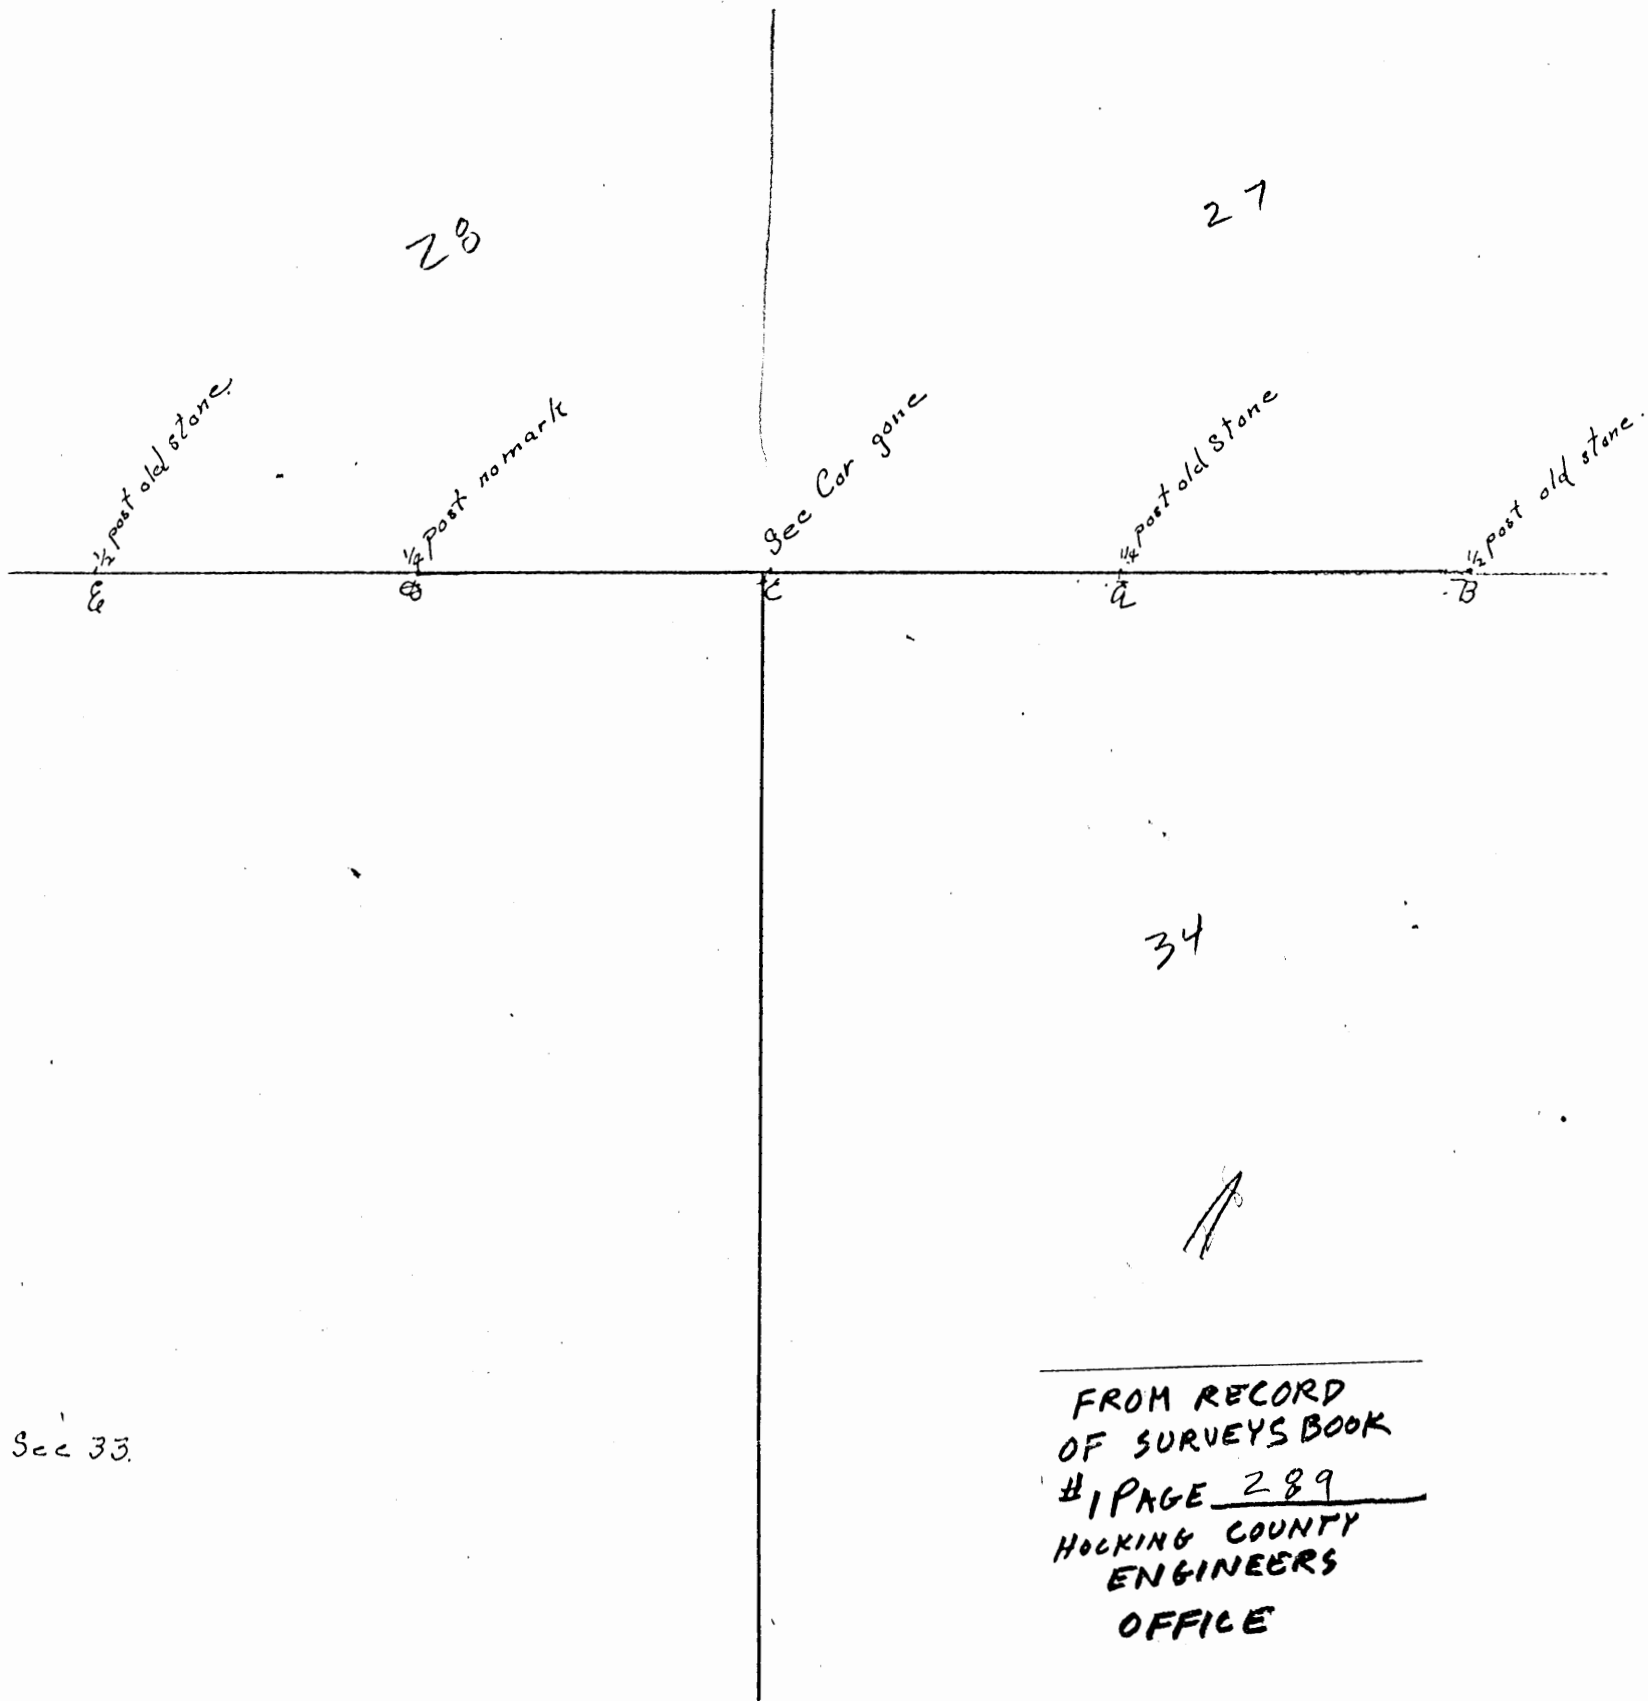 28
27
1/2 post old stone.
1/4 post no mark
Sec Cor gone
1/4 post old stone
1/2 post old stone.
E
D
C
a
B
34
Sec 33.
FROM RECORD
OF SURVEYS BOOK
#1 PAGE 289
HOCKING COUNTY
ENGINEERS
OFFICE